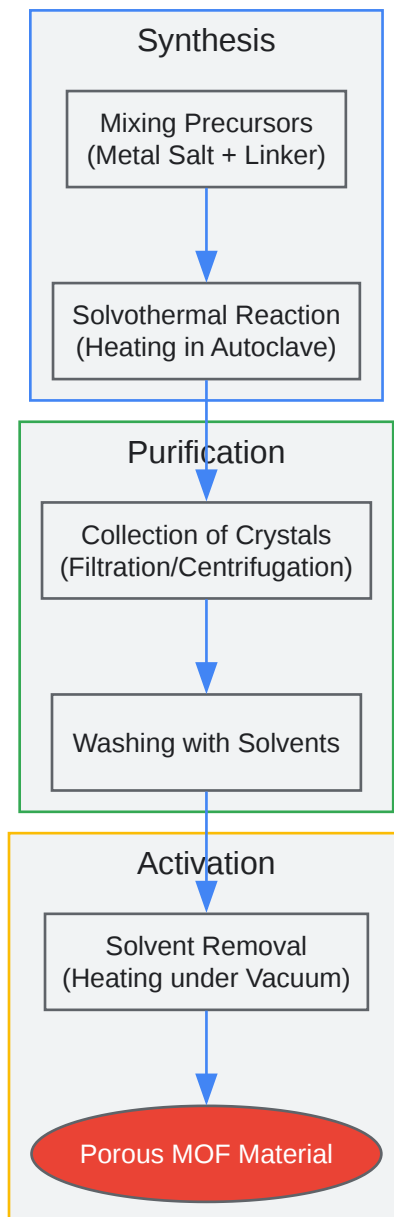 Synthesis
Mixing Precursors
(Metal Salt + Linker)
Solvothermal Reaction
(Heating in Autoclave)
Purification
Collection of Crystals
(Filtration/Centrifugation)
Washing with Solvents
Activation
Solvent Removal
(Heating under Vacuum)
Porous MOF Material